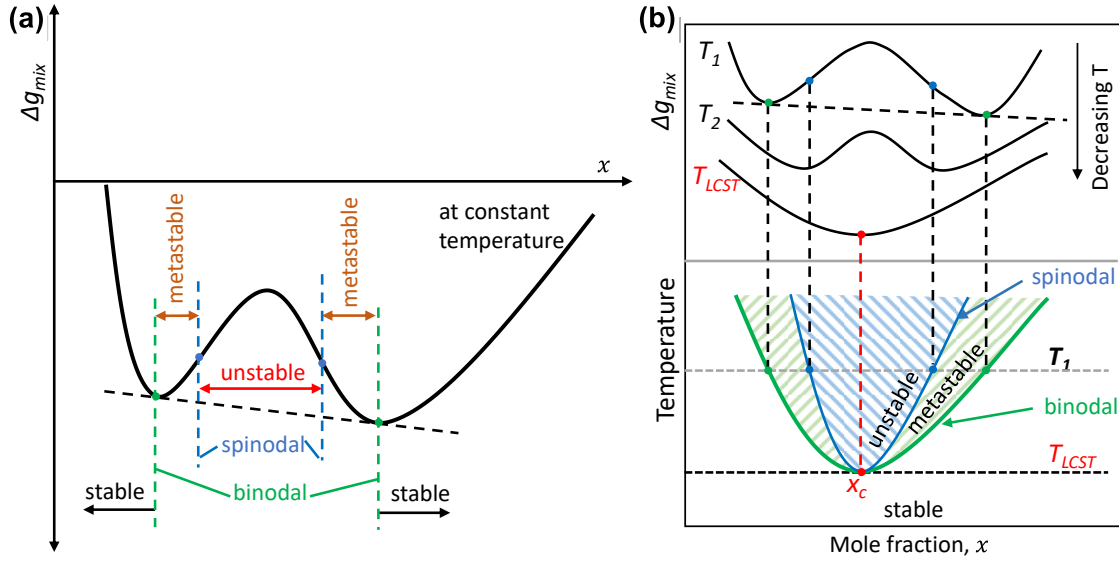 (a)
Δg_mix
x
at constant
temperature
metastable
metastable
unstable
spinodal
binodal
stable
stable
(b)
Δg_mix
T_1
T_2
T_LCST
Decreasing T
Temperature
spinodal
T_1
unstable
metastable
binodal
T_LCST
x_c
stable
Mole fraction, x